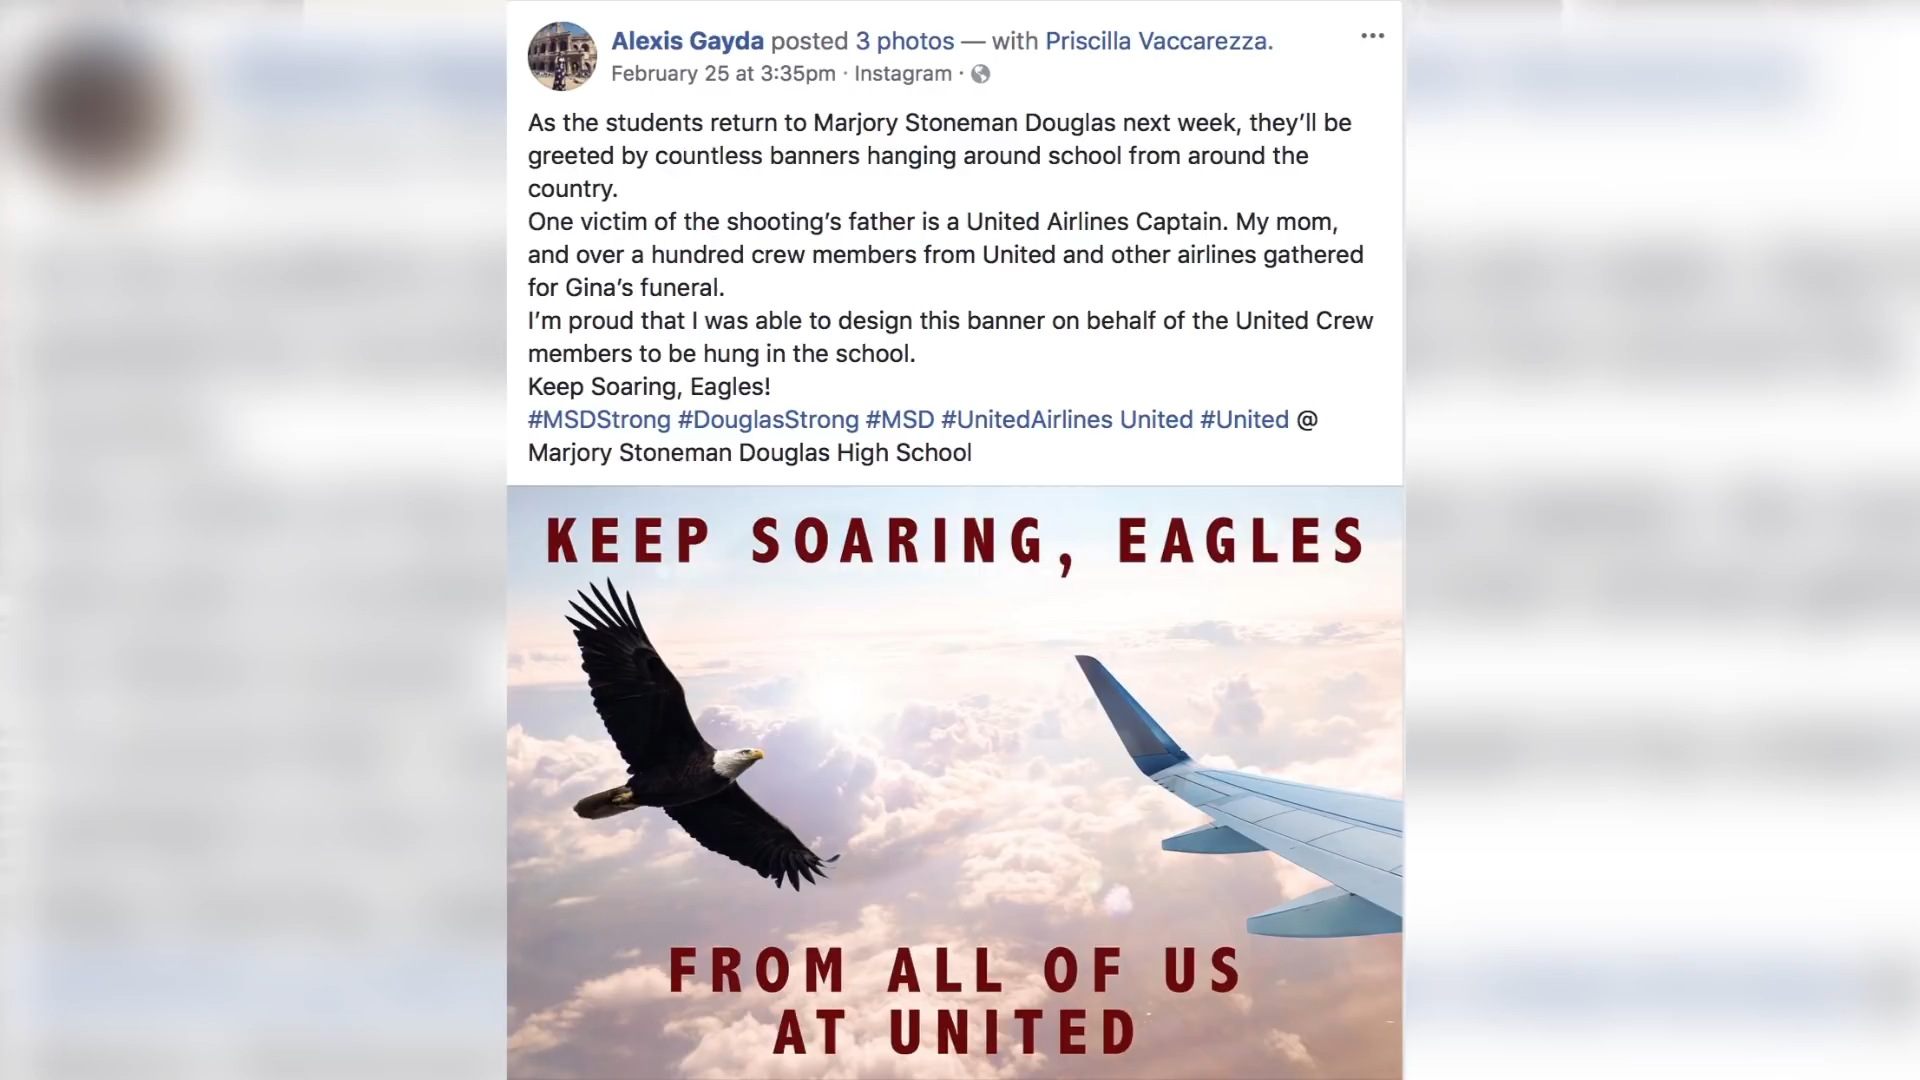 Alexis Gayda posted 3 photos — with Priscilla Vaccarezza.
February 25 at 3:35pm · Instagram ·
As the students return to Marjory Stoneman Douglas next week, they’ll be
greeted by countless banners hanging around school from around the
country.
One victim of the shooting’s father is a United Airlines Captain. My mom,
and over a hundred crew members from United and other airlines gathered
for Gina’s funeral.
I’m proud that I was able to design this banner on behalf of the United Crew
members to be hung in the school.
Keep Soaring, Eagles!
#MSDStrong #DouglasStrong #MSD #UnitedAirlines United #United @
Marjory Stoneman Douglas High School
KEEP SOARING, EAGLES
FROM ALL OF US
AT UNITED